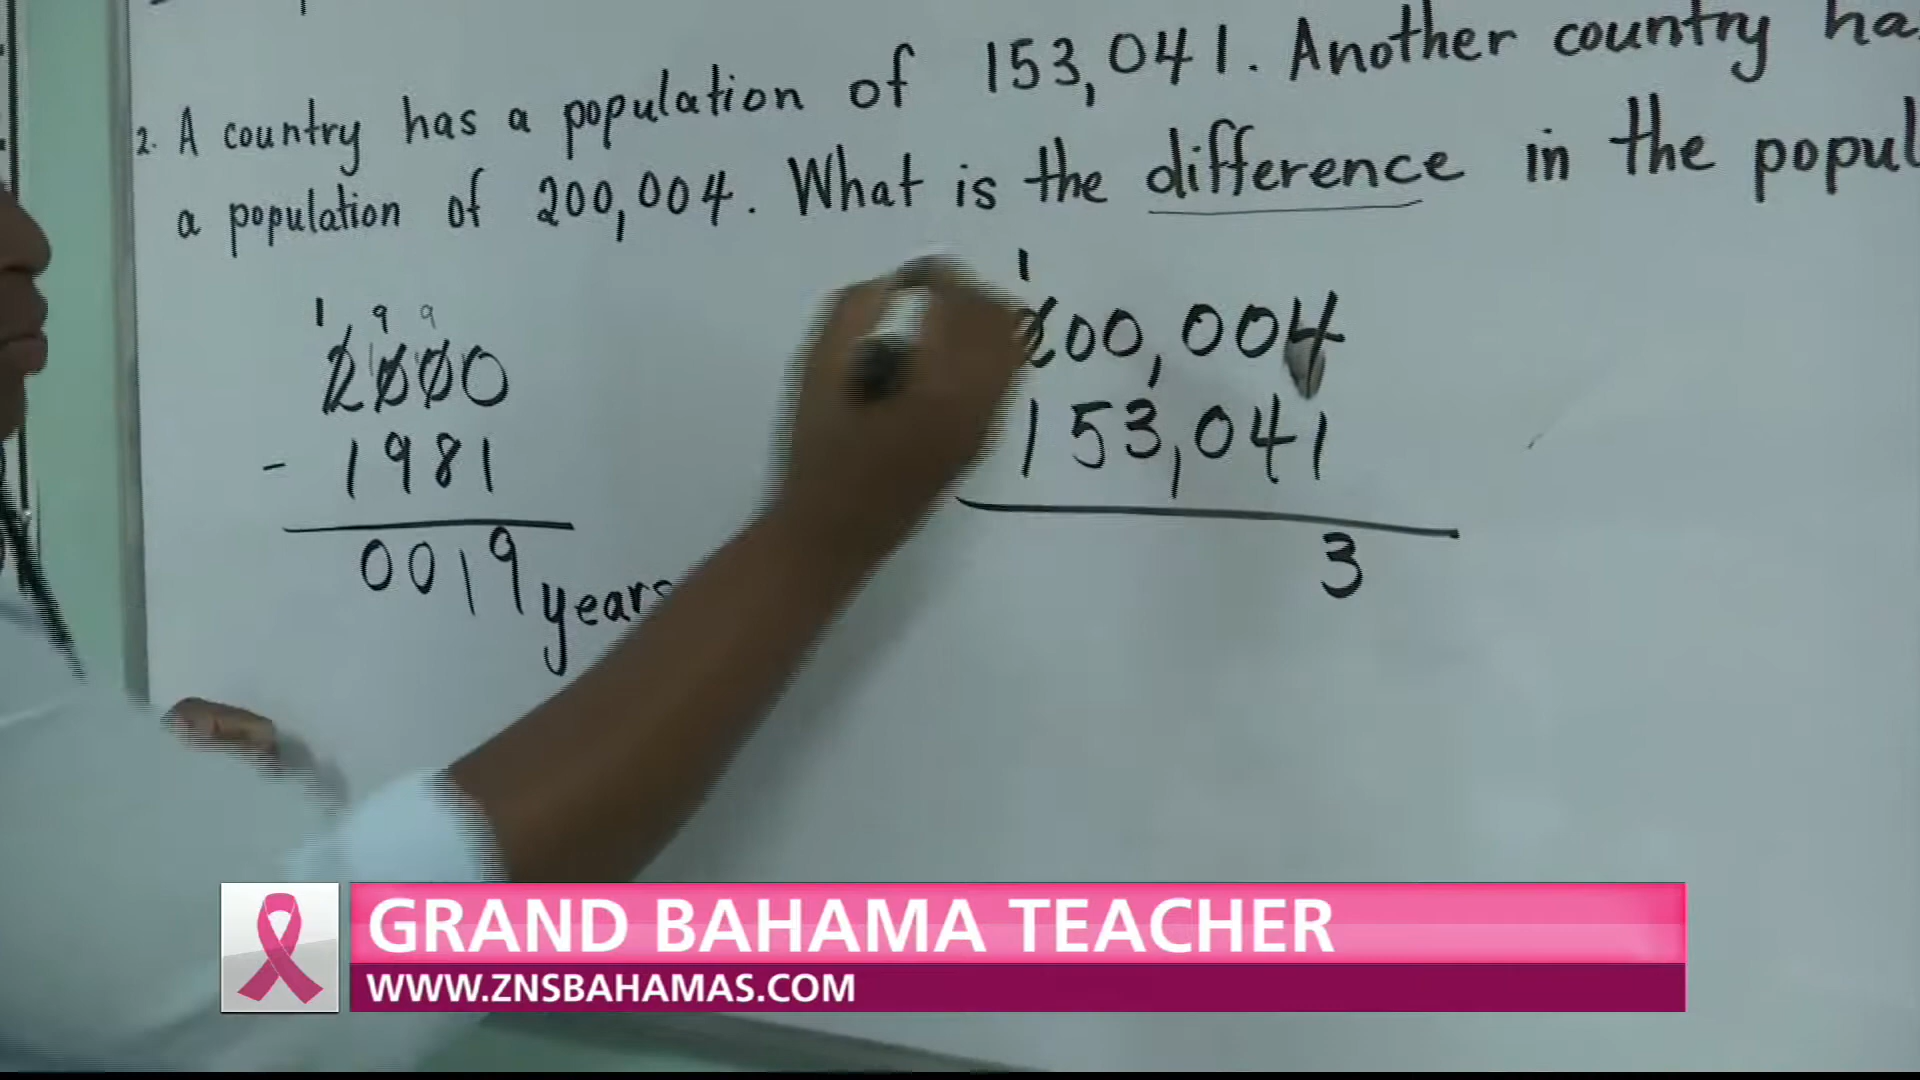 2. A country has a population of 153,041. Another country ha
a population of 200,004. What is the difference in the popul
1 9 9
2000
- 1981
0019 years
1
200,004
153,041
3
GRAND BAHAMA TEACHER
WWW.ZNSBAHAMAS.COM